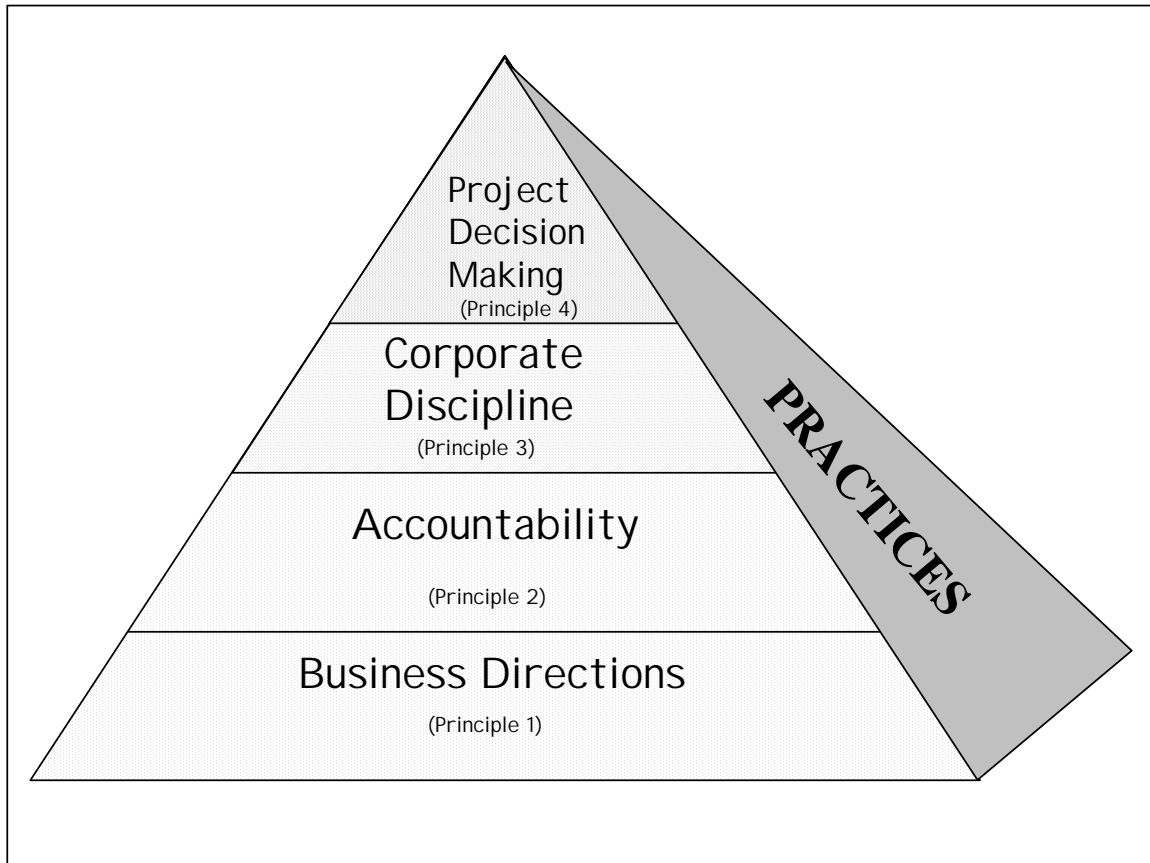 Project
Decision
Making
(Principle 4)
Corporate
Discipline
(Principle 3)
Accountability
(Principle 2)
Business Directions
(Principle 1)
PRACTICES